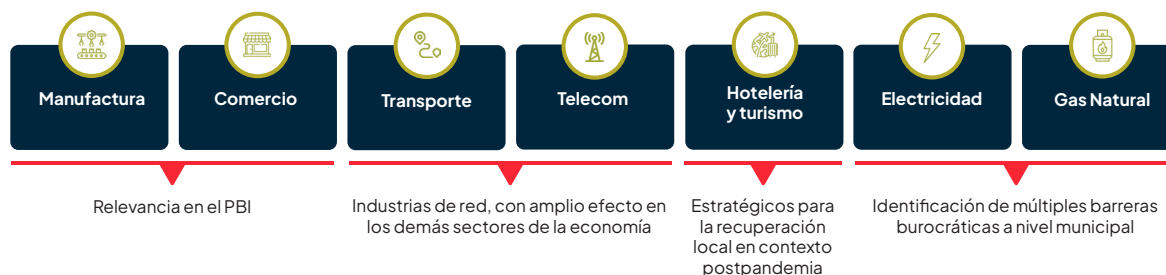 Manufactura
Comercio
Transporte
Telecom
Hotelería
y turismo
Electricidad
Gas Natural
Relevancia en el PBI
Industrias de red, con amplio efecto en
los demás sectores de la economía
Estratégicos para
la recuperación
local en contexto
postpandemia
Identificación de múltiples barreras
burocráticas a nivel municipal